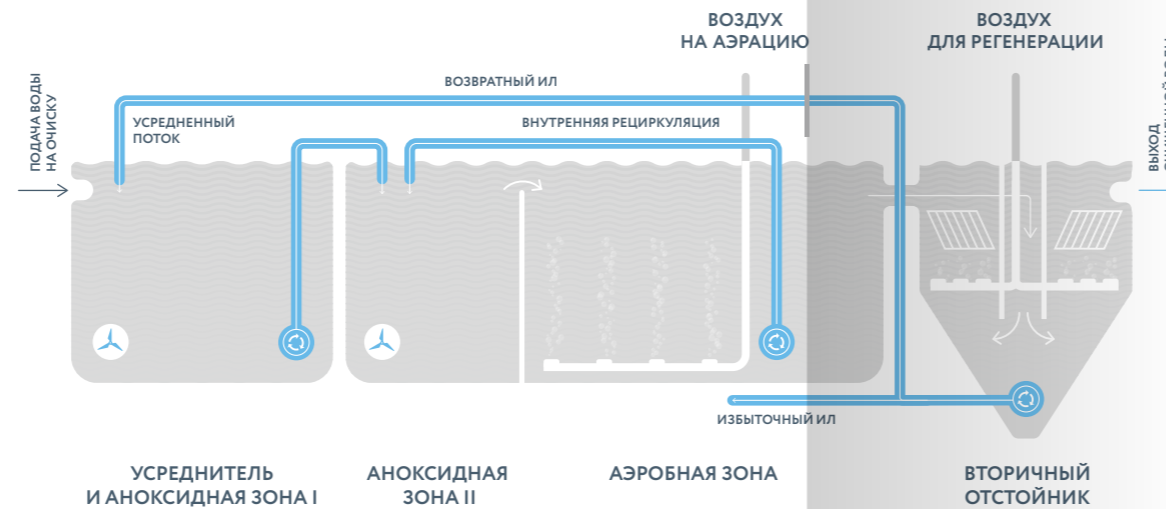 ВОЗДУХ
НА АЭРАЦИЮ
ВОЗДУХ
ДЛЯ РЕГЕНЕРАЦИИ
ПОДАЧА ВОДЫ
НА ОЧИСКУ
ВОЗВРАТНЫЙ ИЛ
УСРЕДНЕННЫЙ
ПОТОК
ВНУТРЕННЯЯ РЕЦИРКУЛЯЦИЯ
ВЫХОД
ИЗБЫТОЧНЫЙ ИЛ
УСРЕДНИТЕЛЬ
И АНОКСИДНАЯ ЗОНА I
АНОКСИДНАЯ
ЗОНА II
АЭРОБНАЯ ЗОНА
ВТОРИЧНЫЙ
ОТСТОЙНИК